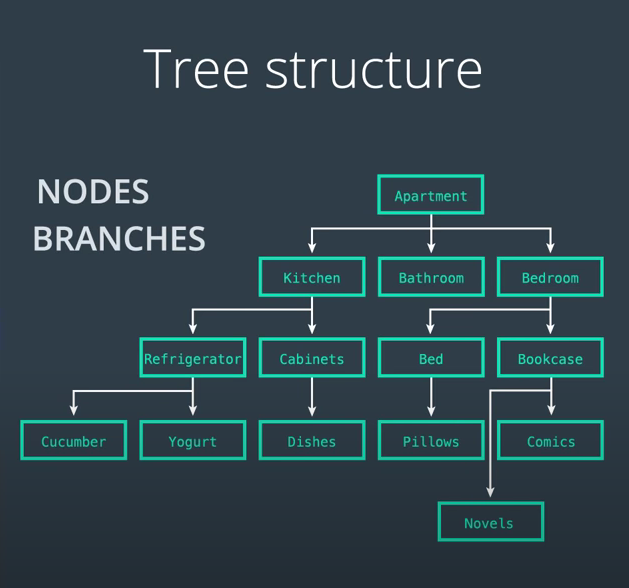 Tree structure
NODES
BRANCHES
Apartment
Kitchen
Bathroom
Bedroom
Refrigerator
Cabinets
Bed
Bookcase
Cucumber
Yogurt
Dishes
Pillows
Comics
Novels